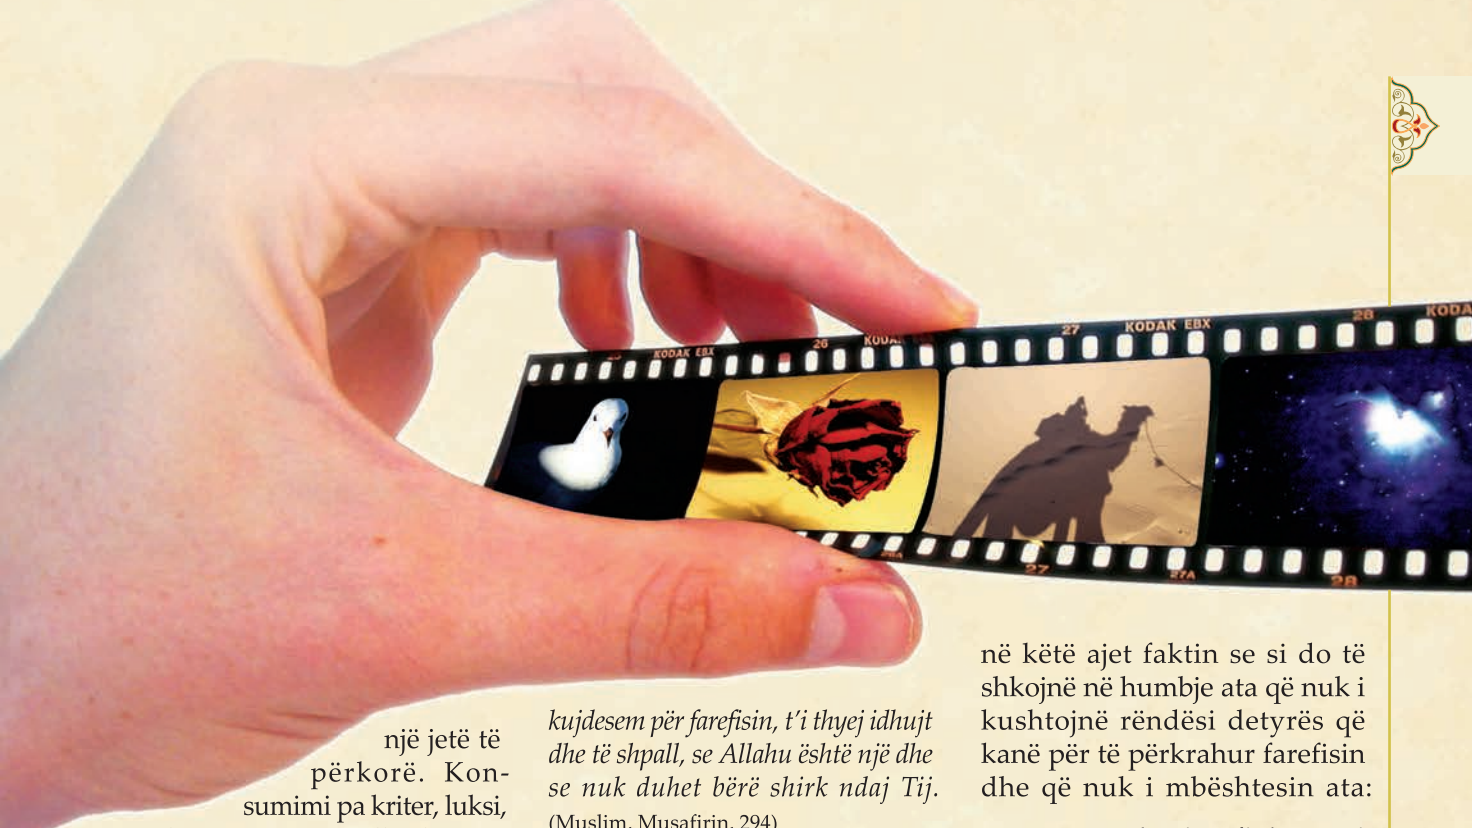 KODAK EBX
26
27
KODAK EBX
28
27
27A
28
një jetë të
përkorë. Kon-
sumimi pa kriter, luksi,
kujdesem për farefisin, t’i thyej idhujt
dhe të shpall, se Allahu është një dhe
se nuk duhet bërë shirk ndaj Tij.
(Muslim, Musafirin, 294)
në këtë ajet faktin se si do të
shkojnë në humbje ata që nuk i
kushtojnë rëndësi detyrës që
kanë për të përkrahur farefisin
dhe që nuk i mbështesin ata: